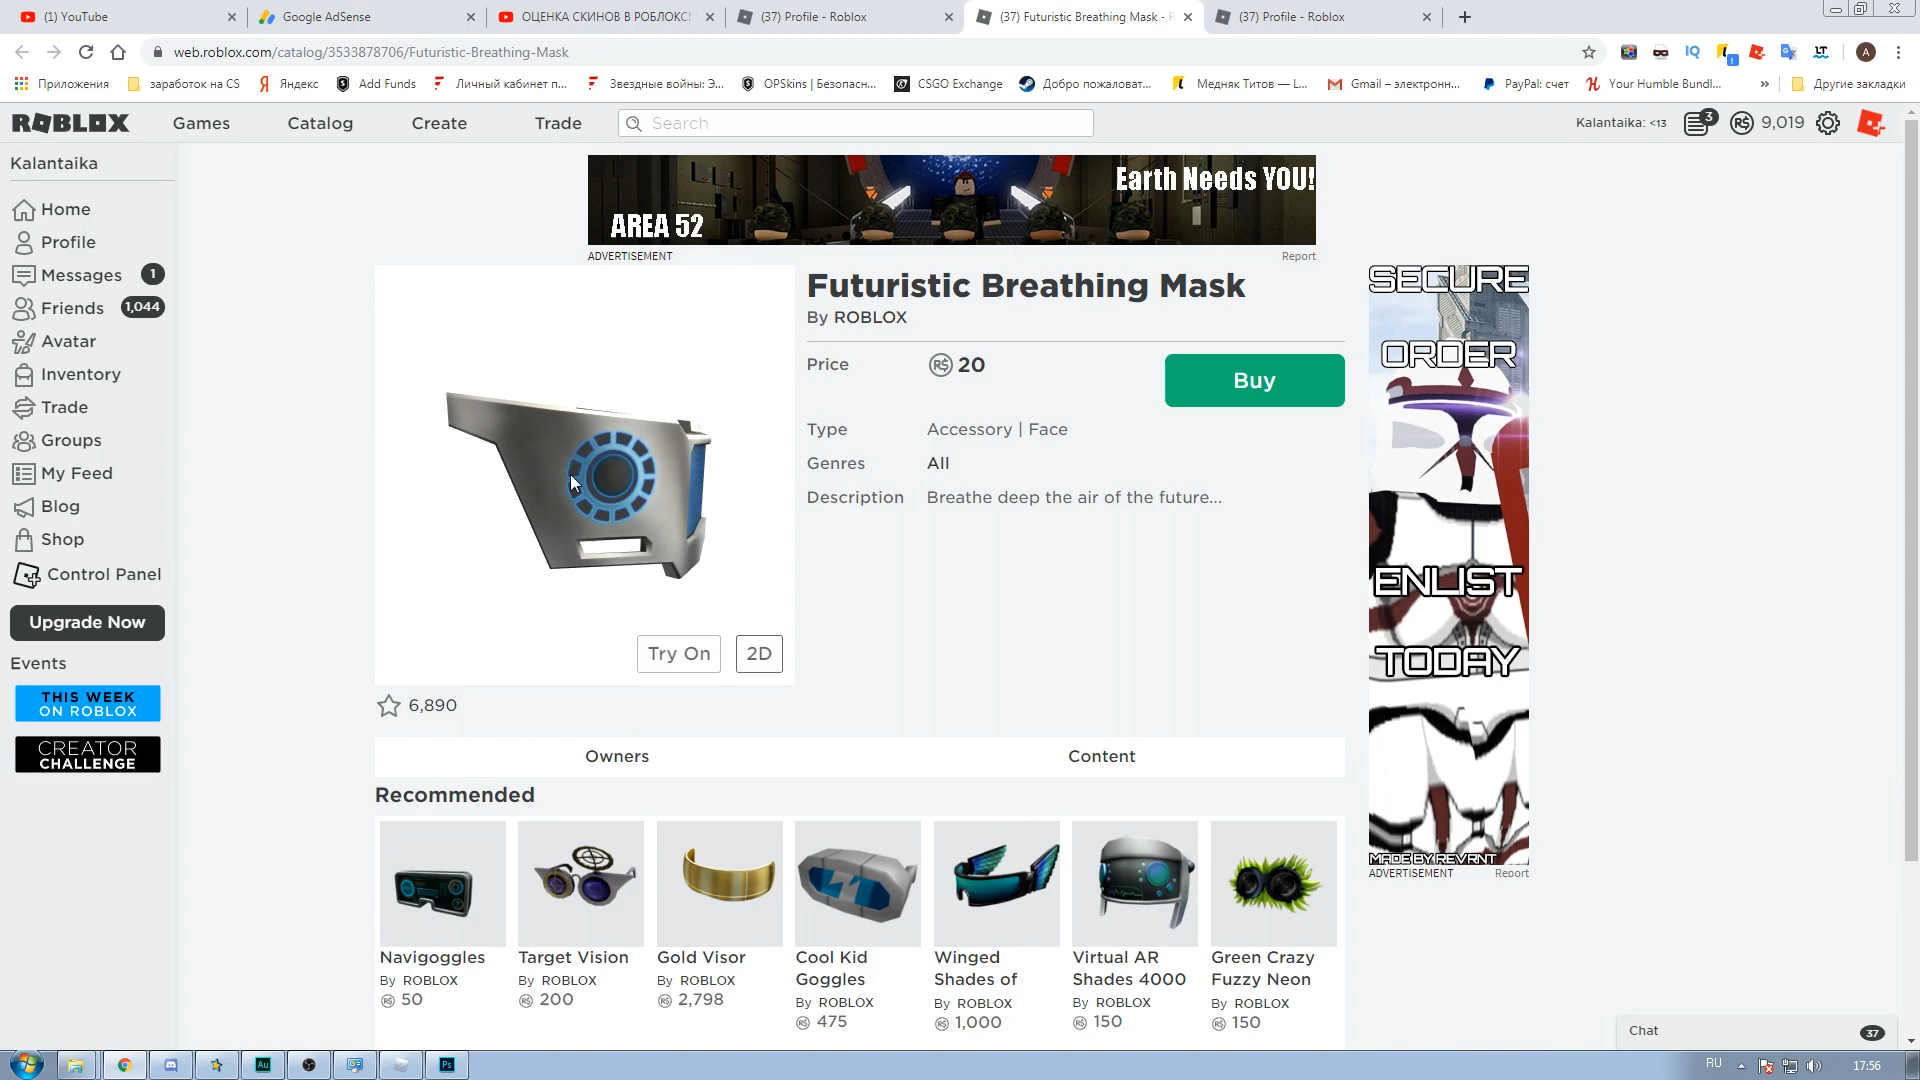 (1) YouTube
Google AdSense
ОЦЕНКА СКИНОВ В РОБЛОКС!
(37) Profile - Roblox
(37) Futuristic Breathing Mask - R
(37) Profile - Roblox
web.roblox.com/catalog/3533878706/Futuristic-Breathing-Mask
A
Приложения
заработок на CS
Яндекс
Add Funds
Личный кабинет п...
Звездные войны: Э...
OPSkins | Безопасн...
CSGO Exchange
Добро пожаловат...
Медняк Титов — L...
Gmail – электронн...
PayPal: счет
Your Humble Bundl...
»
Другие закладки
ROBLOX
Games
Catalog
Create
Trade
Search
Kalantaika: <13
3
9,019
Kalantaika
Home
Profile
Messages
1
Friends
1,044
Avatar
Inventory
Trade
Groups
My Feed
Blog
Shop
Control Panel
Upgrade Now
Events
THIS WEEK
ON ROBLOX
CREATOR
CHALLENGE
Earth Needs YOU!
AREA 52
ADVERTISEMENT
Report
Futuristic Breathing Mask
By ROBLOX
Price
R$ 20
Buy
Type
Accessory | Face
Genres
All
Description
Breathe deep the air of the future...
Try On
2D
6,890
Owners
Content
Recommended
Navigoggles
By ROBLOX
R$ 50
Target Vision
By ROBLOX
R$ 200
Gold Visor
By ROBLOX
R$ 2,798
Cool Kid
Goggles
By ROBLOX
R$ 475
Winged
Shades of
By ROBLOX
R$ 1,000
Virtual AR
Shades 4000
By ROBLOX
R$ 150
Green Crazy
Fuzzy Neon
By ROBLOX
R$ 150
SECURE
ORDER
ENLIST
TODAY
MADE BY REVRNT
ADVERTISEMENT
Report
Chat
37
Au
Ps
RU
17:56